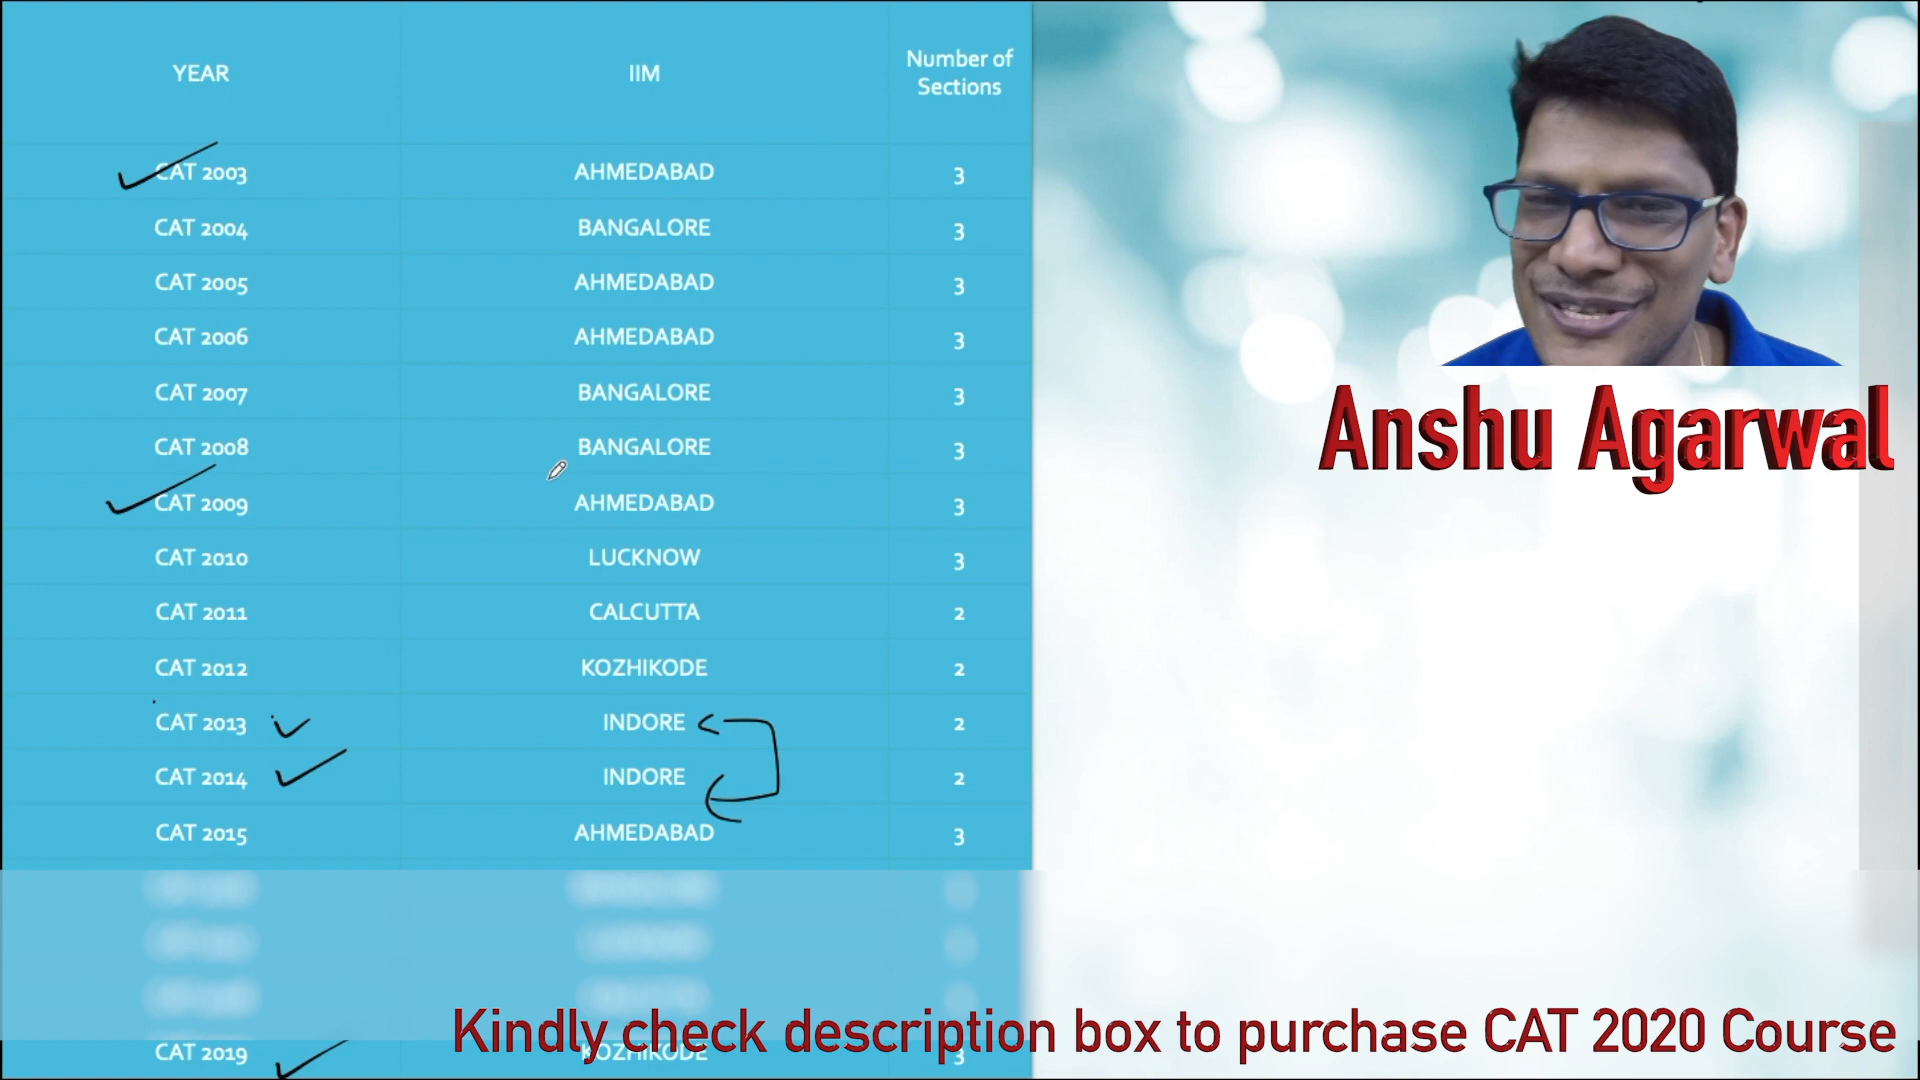 YEAR IIM Number of Sections
CAT 2003 AHMEDABAD 3
CAT 2004 BANGALORE 3
CAT 2005 AHMEDABAD 3
CAT 2006 AHMEDABAD 3
CAT 2007 BANGALORE 3
CAT 2008 BANGALORE 3
CAT 2009 AHMEDABAD 3
CAT 2010 LUCKNOW 3
CAT 2011 CALCUTTA 2
CAT 2012 KOZHIKODE 2
CAT 2013 INDORE 2
CAT 2014 INDORE 2
CAT 2015 AHMEDABAD 3
CAT 2019 KOZHIKODE 3
Anshu Agarwal
Kindly check description box to purchase CAT 2020 Course